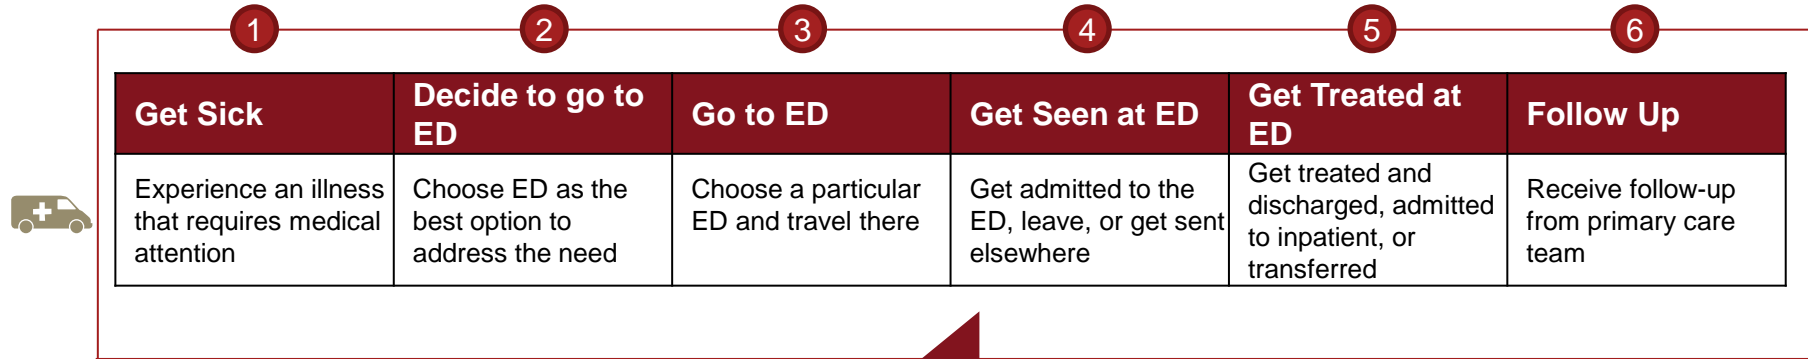 1
2
3
4
5
6
Get Sick
Decide to go to
ED
Go to ED
Get Seen at ED
Get Treated at
ED
Follow Up
Experience an illness
that requires medical
attention
Choose ED as the
best option to
address the need
Choose a particular
ED and travel there
Get admitted to the
ED, leave, or get sent
elsewhere
Get treated and
discharged, admitted
to inpatient, or
transferred
Receive follow-up
from primary care
team